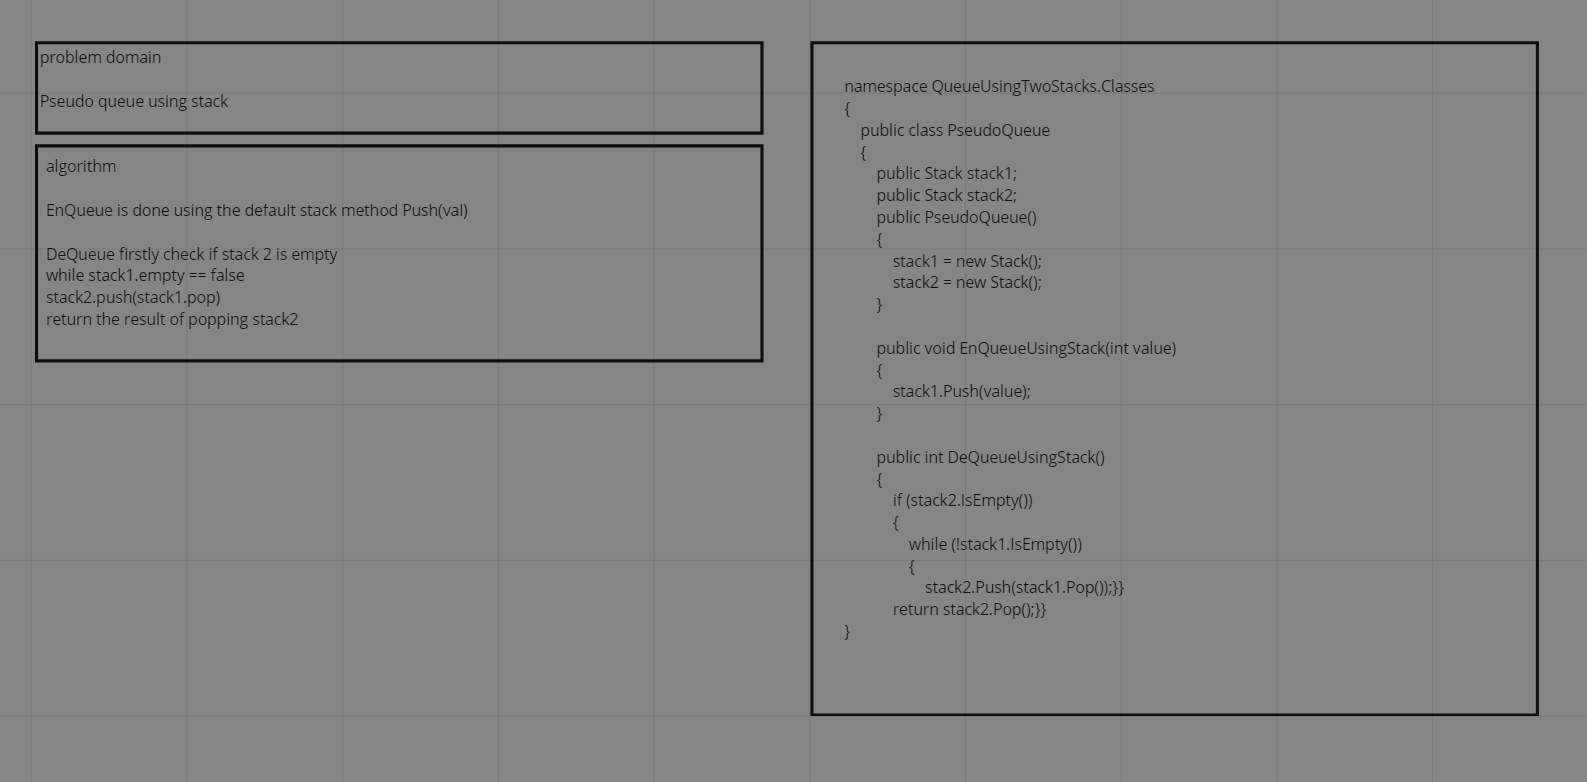 problem domain
Pseudo queue using stack
algorithm
EnQueue is done using the default stack method Push(val)
DeQueue firstly check if stack 2 is empty
while stack1.empty == false
stack2.push(stack1.pop)
return the result of popping stack2
namespace QueueUsingTwoStacks.Classes
{
public class PseudoQueue
{
public Stack stack1;
public Stack stack2;
public PseudoQueue()
{
stack1 = new Stack();
stack2 = new Stack();
}
public void EnQueueUsingStack(int value)
{
stack1.Push(value);
}
public int DeQueueUsingStack()
{
if (stack2.IsEmpty())
{
while (!stack1.IsEmpty())
{
stack2.Push(stack1.Pop());}}
return stack2.Pop();}}
}